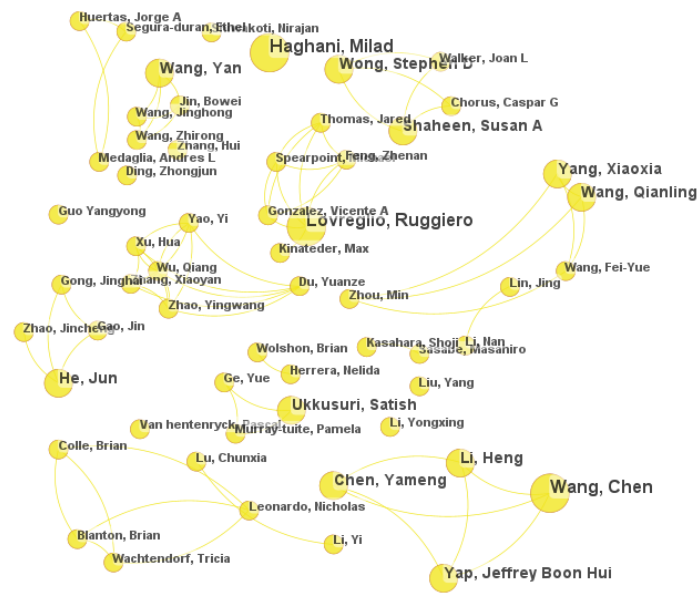 Huertas, Jorge A
Segura-duran, Ethel
Nirajan
Haghani, Milad
Wang, Yan
Wong, Stephen D
Walker, Joan L
Jin, Bowei
Wang, Jinghong
Chorus, Caspar G
Thomas, Jared
Shaheen, Susan A
Wang, Zhirong
Zhang, Hui
Medaglia, Andres L
Spearpoint,
Feng, Zhenan
Ding, Zhongjun
Yang, Xiaoxia
Wang, Qianling
Guo Yangyong
Yao, Yi
Gonzalez, Vicente A
Lovreglio, Ruggiero
Xu, Hua
Kinateder, Max
Wu, Qiang
Zhang, Xiaoyan
Gong, Jinghai
Du, Yuanze
Wang, Fei-Yue
Lin, Jing
Zhou, Min
Zhao, Yingwang
Zhao, Jincheng
Gao, Jin
Kasahara, Shoji
Li, Nan
Wolshon, Brian
Sasabe, Masahiro
He, Jun
Ge, Yue
Herrera, Nelida
Liu, Yang
Ukkusuri, Satish
Van hentenryck, Pascal
Murray-tuite, Pamela
Li, Yongxing
Colle, Brian
Lu, Chunxia
Li, Heng
Chen, Yameng
Wang, Chen
Leonardo, Nicholas
Blanton, Brian
Li, Yi
Wachtendorf, Tricia
Yap, Jeffrey Boon Hui